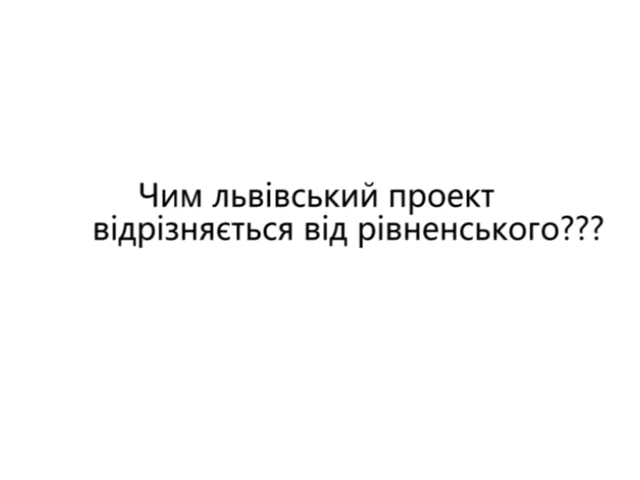 Чим львівський проект
відрізняється від рівненського???